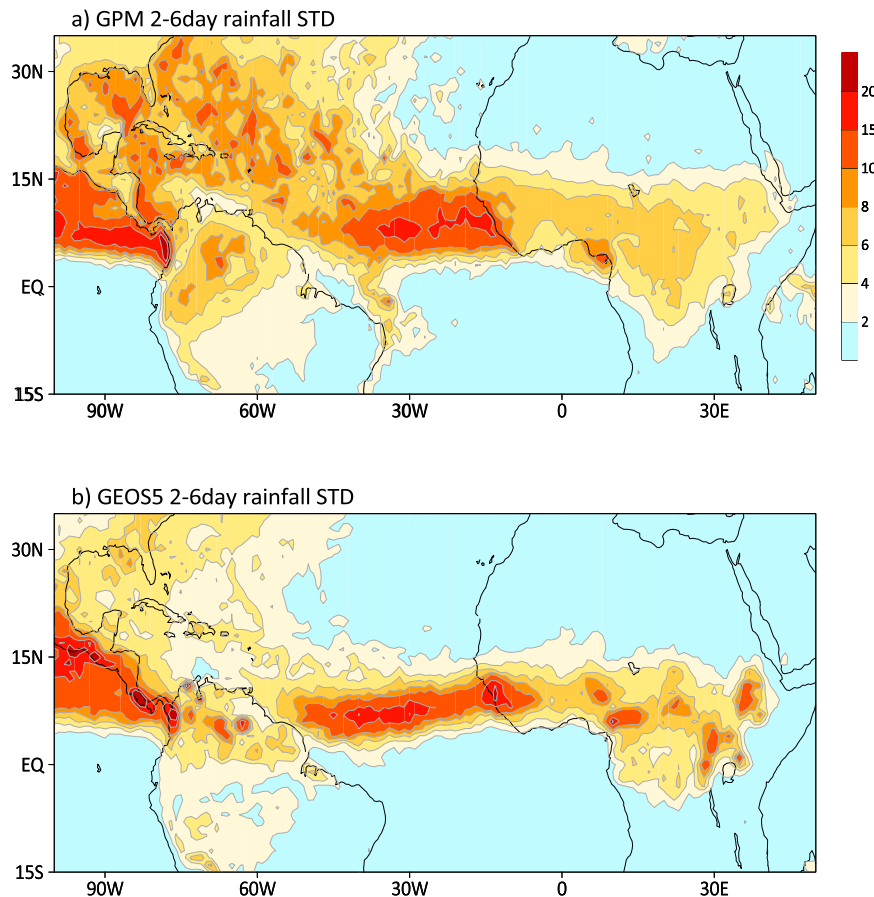 a) GPM 2-6day rainfall STD
30N
15N
EQ
15S
90W 60W 30W 0 30E
20
15
10
8
6
4
2
b) GEOS5 2-6day rainfall STD
30N
15N
EQ
15S
90W 60W 30W 0 30E